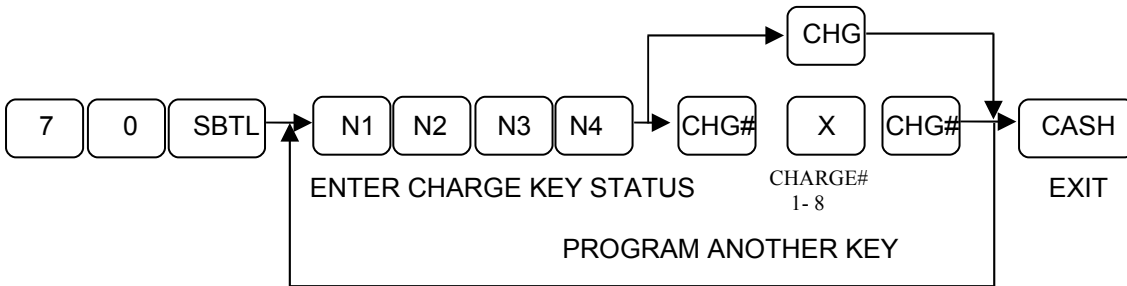 CHG
7 0 SBTL N1 N2 N3 N4 CHG# X CHG# CASH
ENTER CHARGE KEY STATUS CHARGE# EXIT
1- 8
PROGRAM ANOTHER KEY